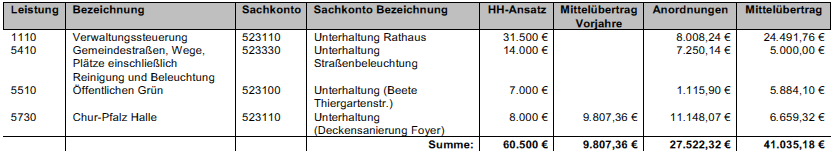 Leistung Bezeichnung Sachkonto Sachkonto Bezeichnung HH-Ansatz Mittelübertrag Anordnungen Mittelübertrag
Vorjahre
1110 Verwaltungssteuerung 523110 Unterhaltung Rathaus 31.500 € 8.008,24 € 24.491,76 €
5410 Gemeindestraßen, Wege, 523330 Unterhaltung 14.000 € 7.250,14 € 5.000,00 €
Plätze einschließlich Straßenbeleuchtung
Reinigung und Beleuchtung
5510 Öffentlichen Grün 523100 Unterhaltung (Beete 7.000 € 1.115,90 € 5.884,10 €
Thiergartenstr.)
5730 Chur-Pfalz Halle 523110 Unterhaltung 8.000 € 9.807,36 € 11.148,07 € 6.659,32 €
(Deckensanierung Foyer)
Summe: 60.500 € 9.807,36 € 27.522,32 € 41.035,18 €